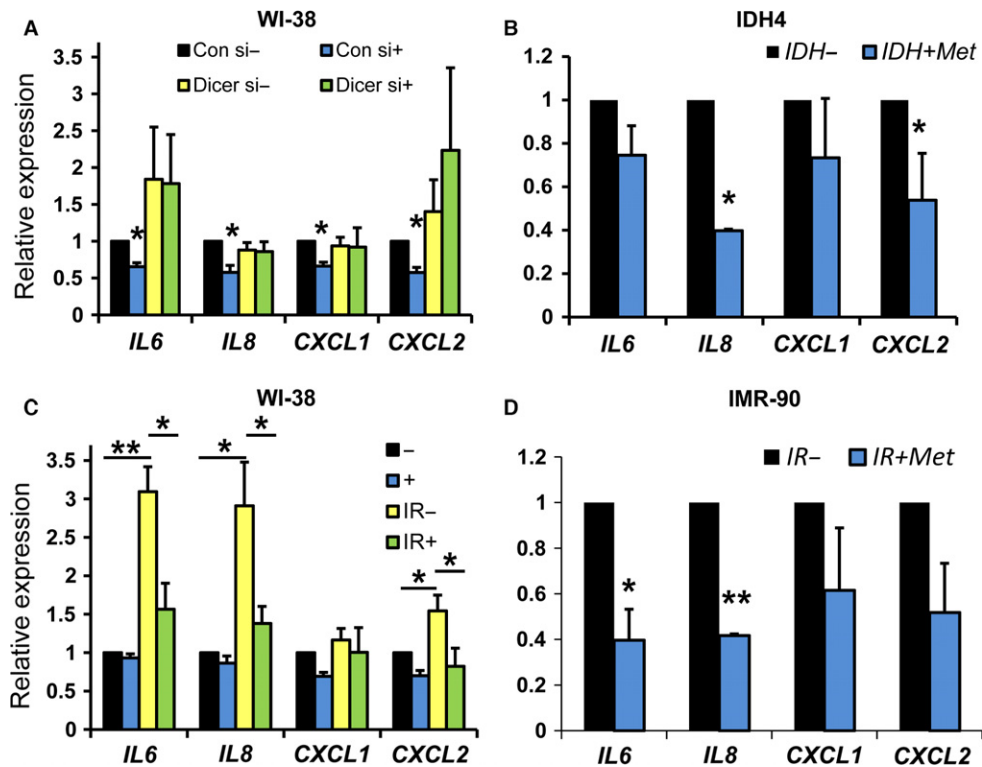 A
WI-38
Con si– Con si+
Dicer si– Dicer si+
Relative expression
3.5
3
2.5
2
1.5
1
0.5
0
* * * *
IL6 IL8 CXCL1 CXCL2
B
IDH4
IDH– IDH+Met
1.2
1
0.8
0.6
0.4
0.2
0
* *
IL6 IL8 CXCL1 CXCL2
C
WI-38
–
+
IR–
IR+
Relative expression
3.5
3
2.5
2
1.5
1
0.5
0
** * * * * *
IL6 IL8 CXCL1 CXCL2
D
IMR-90
IR– IR+Met
1.2
1
0.8
0.6
0.4
0.2
0
* **
IL6 IL8 CXCL1 CXCL2